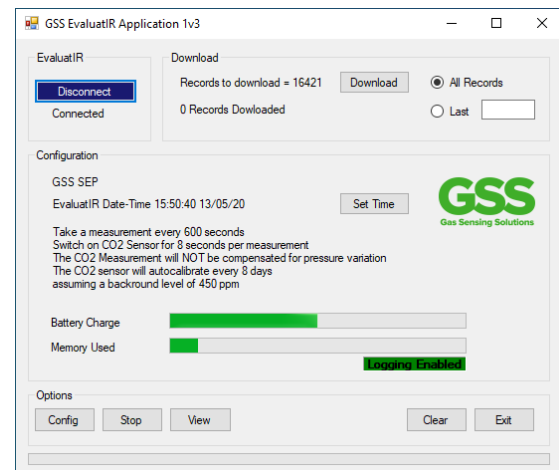 GSS EvaluatIR Application 1v3
EvaluatIR
Disconnect
Connected
Download
Records to download = 16421
Download
All Records
0 Records Dowloaded
Last
Configuration
GSS SEP
EvaluatIR Date-Time 15:50:40 13/05/20
Set Time
GSS
Gas Sensing Solutions
Take a measurement every 600 seconds
Switch on CO2 Sensor for 8 seconds per measurement
The CO2 Measurement will NOT be compensated for pressure variation
The CO2 sensor will autocalibrate every 8 days
assuming a backround level of 450 ppm
Battery Charge
Memory Used
Logging Enabled
Options
Config
Stop
View
Clear
Exit